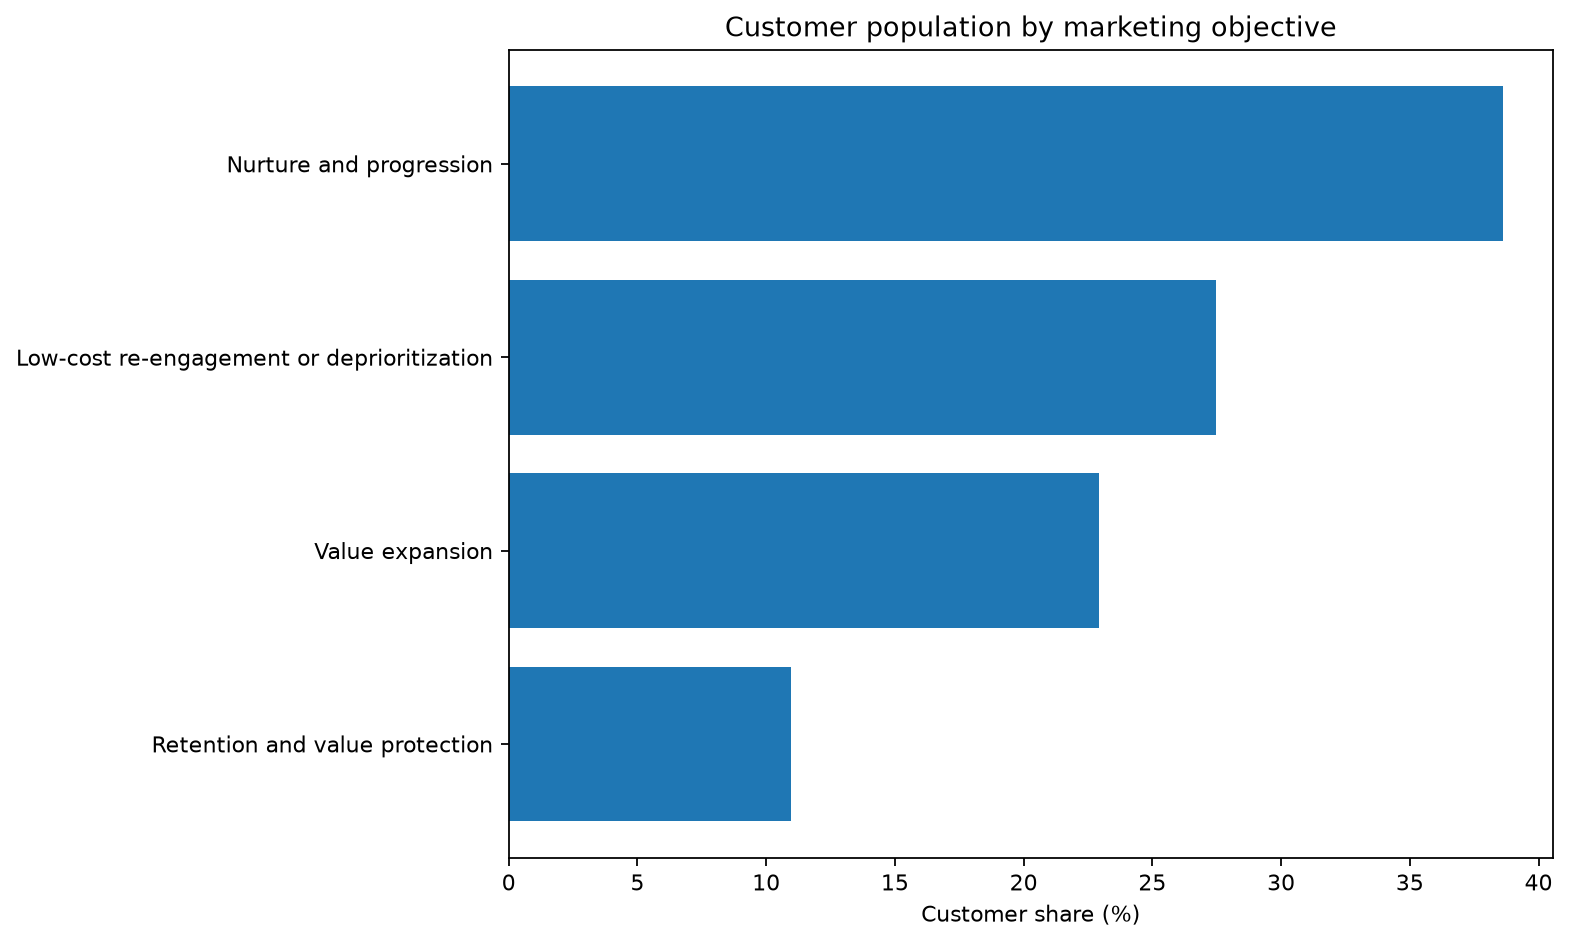 Customer population by marketing objective
Nurture and progression
Low-cost re-engagement or deprioritization
Value expansion
Retention and value protection
0 5 10 15 20 25 30 35 40
Customer share (%)